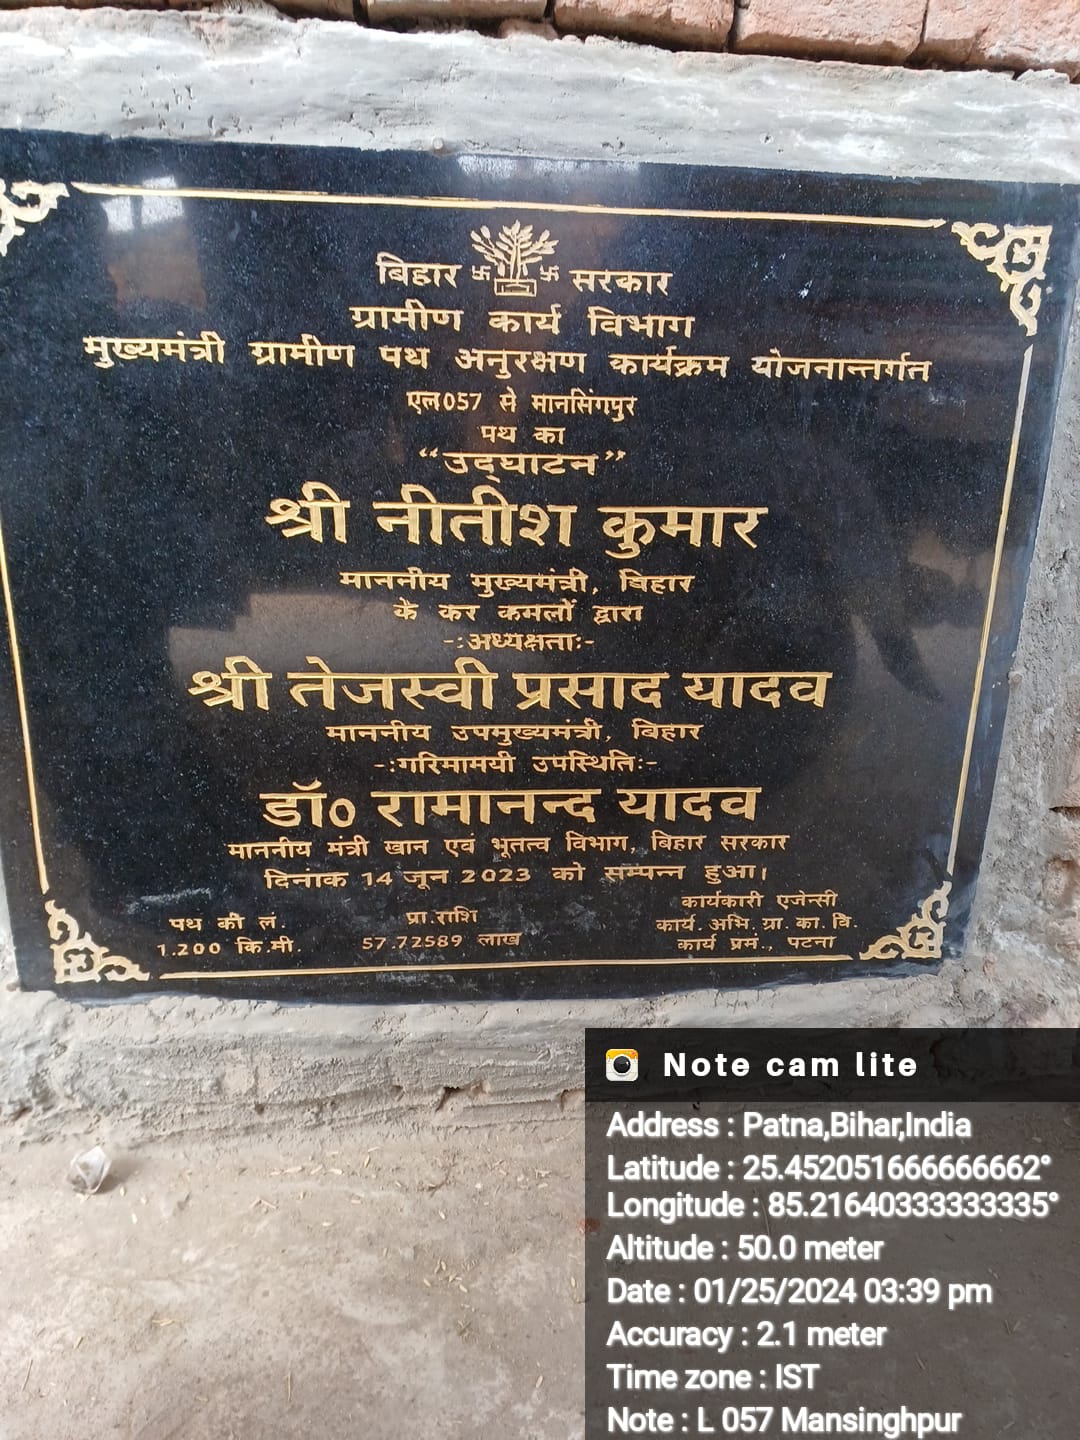 बिहार सरकार
ग्रामीण कार्य विभाग
मुख्यमंत्री ग्रामीण पथ अनुरक्षण कार्यक्रम योजनान्तर्गत
एल057 से मानसिंगपुर
पथ का
“उद्घाटन”
श्री नीतीश कुमार
माननीय मुख्यमंत्री, बिहार
के कर कमलों द्वारा
-:अध्यक्षताः-
श्री तेजस्वी प्रसाद यादव
माननीय उपमुख्यमंत्री, बिहार
-:गरिमामयी उपस्थितिः-
डॉ0 रामानन्द यादव
माननीय मंत्री खान एवं भूतत्व विभाग, बिहार सरकार
दिनांक 14 जून 2023 को सम्पन्न हुआ।
पथ की लं.
1.200 कि.मी.
प्रा.राशि
57.72589 लाख
कार्यकारी एजेन्सी
कार्य. अभि. ग्रा. का. वि.
कार्य प्रम., पटना
Note cam lite
Address : Patna,Bihar,India
Latitude : 25.452051666666662°
Longitude : 85.21640333333335°
Altitude : 50.0 meter
Date : 01/25/2024 03:39 pm
Accuracy : 2.1 meter
Time zone : IST
Note : L 057 Mansinghpur